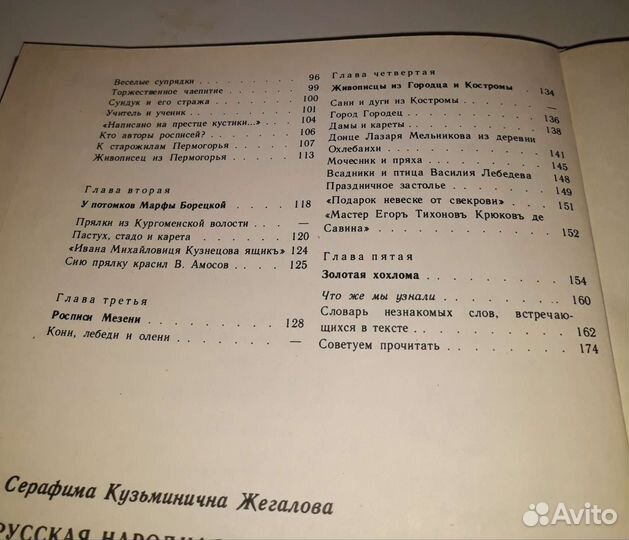 Веселые супрядки . . . . . . . . . 96
Торжественное чаепитие . . . . . . 99
Сундук и его стража . . . . . . . 100
Учитель и ученик . . . . . . . . . 101
«Написано на престце кустики...» . . 104
Кто авторы росписей? . . . . . . . 106
К старожилам Пермогорья . . . . . 107
Живописец из Пермогорья . . . . . 113
Глава вторая
У потомков Марфы Борецкой . . . . 118
Прялки из Кургоменской волости . . —
Пастух, стадо и карета . . . . . . 120
«Ивана Михайловиця Кузнецова ящикъ» 124
Сию прялку красил В. Амосов . . . . 125
Глава третья
Росписи Мезени . . . . . . . . . . 128
Кони, лебеди и олени . . . . . . . —
Глава четвертая
Живописцы из Городца и Костромы . 134
Сани и дуги из Костромы . . . . . —
Город Городец . . . . . . . . . . 136
Дамы и кареты . . . . . . . . . . 138
Донце Лазаря Мельникова из деревни
Охлебаихи . . . . . . . . . . . . 141
Мочесник и пряха . . . . . . . . . 145
Всадники и птица Василия Лебедева 148
Праздничное застолье . . . . . . . 149
«Подарок невеске от свекрови» . . . 151
«Мастер Егоръ Тихоновъ Крюковъ де
Савина» . . . . . . . . . . . . . 152
Глава пятая
Золотая хохлома . . . . . . . . . 154
Что же мы узнали . . . . . . . . . 160
Словарь незнакомых слов, встречаю-
щихся в тексте . . . . . . . . . . 162
Советуем прочитать . . . . . . . . 174
Серафима Кузьминична Жегалова
РУССКАЯ НАРОДНАЯ
Avito